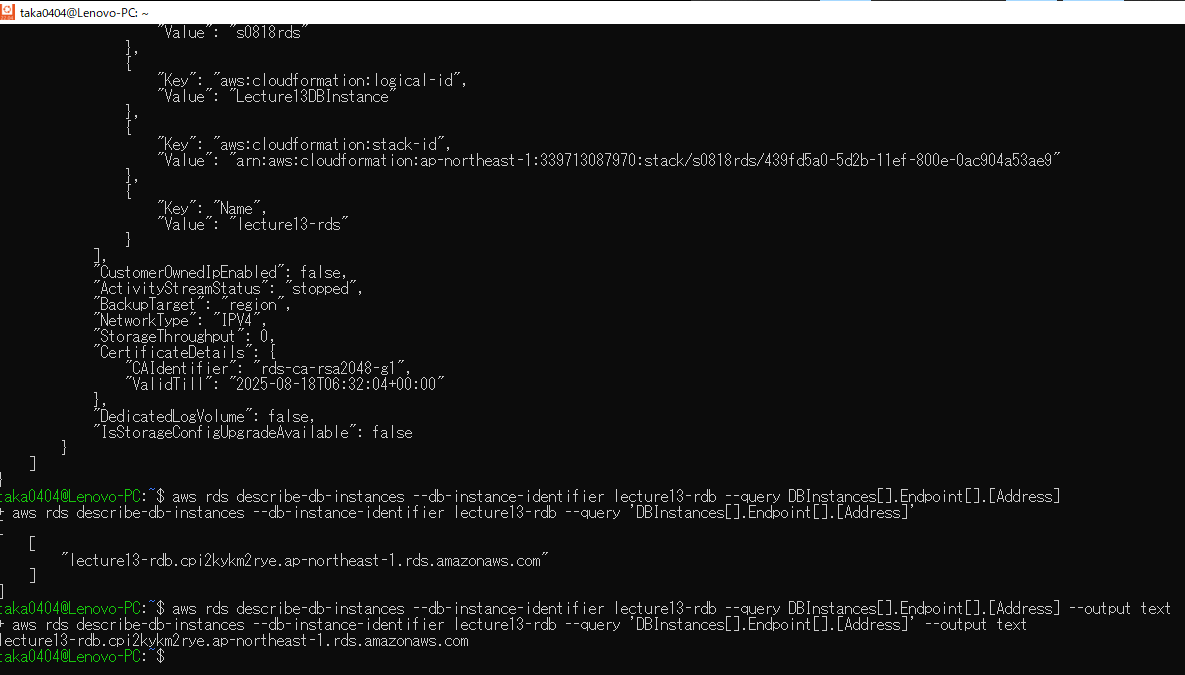 taka0404@Lenovo-PC: ~
"Value": "s0818rds"
},
{
"Key": "aws:cloudformation:logical-id",
"Value": "Lecture13DBInstance"
},
{
"Key": "aws:cloudformation:stack-id",
"Value": "arn:aws:cloudformation:ap-northeast-1:339713087970:stack/s0818rds/439fd5a0-5d2b-11ef-800e-0ac904a53ae9"
},
{
"Key": "Name",
"Value": "lecture13-rds"
}
],
"CustomerOwnedIpEnabled": false,
"ActivityStreamStatus": "stopped",
"BackupTarget": "region",
"NetworkType": "IPV4",
"StorageThroughput": 0,
"CertificateDetails": {
"CAIdentifier": "rds-ca-rsa2048-g1",
"ValidTill": "2025-08-18T06:32:04+00:00"
},
"DedicatedLogVolume": false,
"IsStorageConfigUpgradeAvailable": false
}
]
}
taka0404@Lenovo-PC:~$ aws rds describe-db-instances --db-instance-identifier lecture13-rdb --query DBInstances[].Endpoint[].[Address]
+ aws rds describe-db-instances --db-instance-identifier lecture13-rdb --query 'DBInstances[].Endpoint[].[Address]'
[
[
"lecture13-rdb.cpi2kykm2rye.ap-northeast-1.rds.amazonaws.com"
]
]
taka0404@Lenovo-PC:~$ aws rds describe-db-instances --db-instance-identifier lecture13-rdb --query DBInstances[].Endpoint[].[Address] --output text
+ aws rds describe-db-instances --db-instance-identifier lecture13-rdb --query 'DBInstances[].Endpoint[].[Address]' --output text
lecture13-rdb.cpi2kykm2rye.ap-northeast-1.rds.amazonaws.com
taka0404@Lenovo-PC:~$